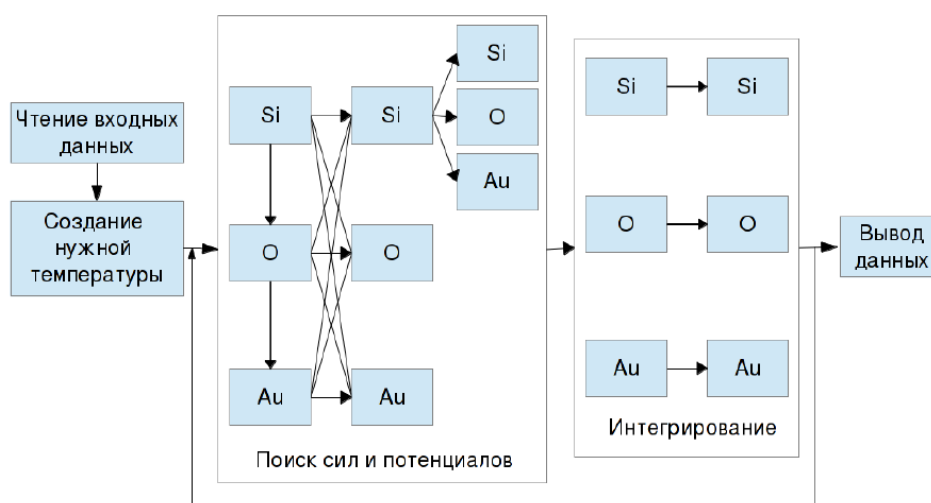 Чтение входных
данных
Создание
нужной
температуры
Si
O
Au
Si
O
Au
Si
O
Au
Поиск сил и потенциалов
Si
Si
O
O
Au
Au
Интегрирование
Вывод
данных